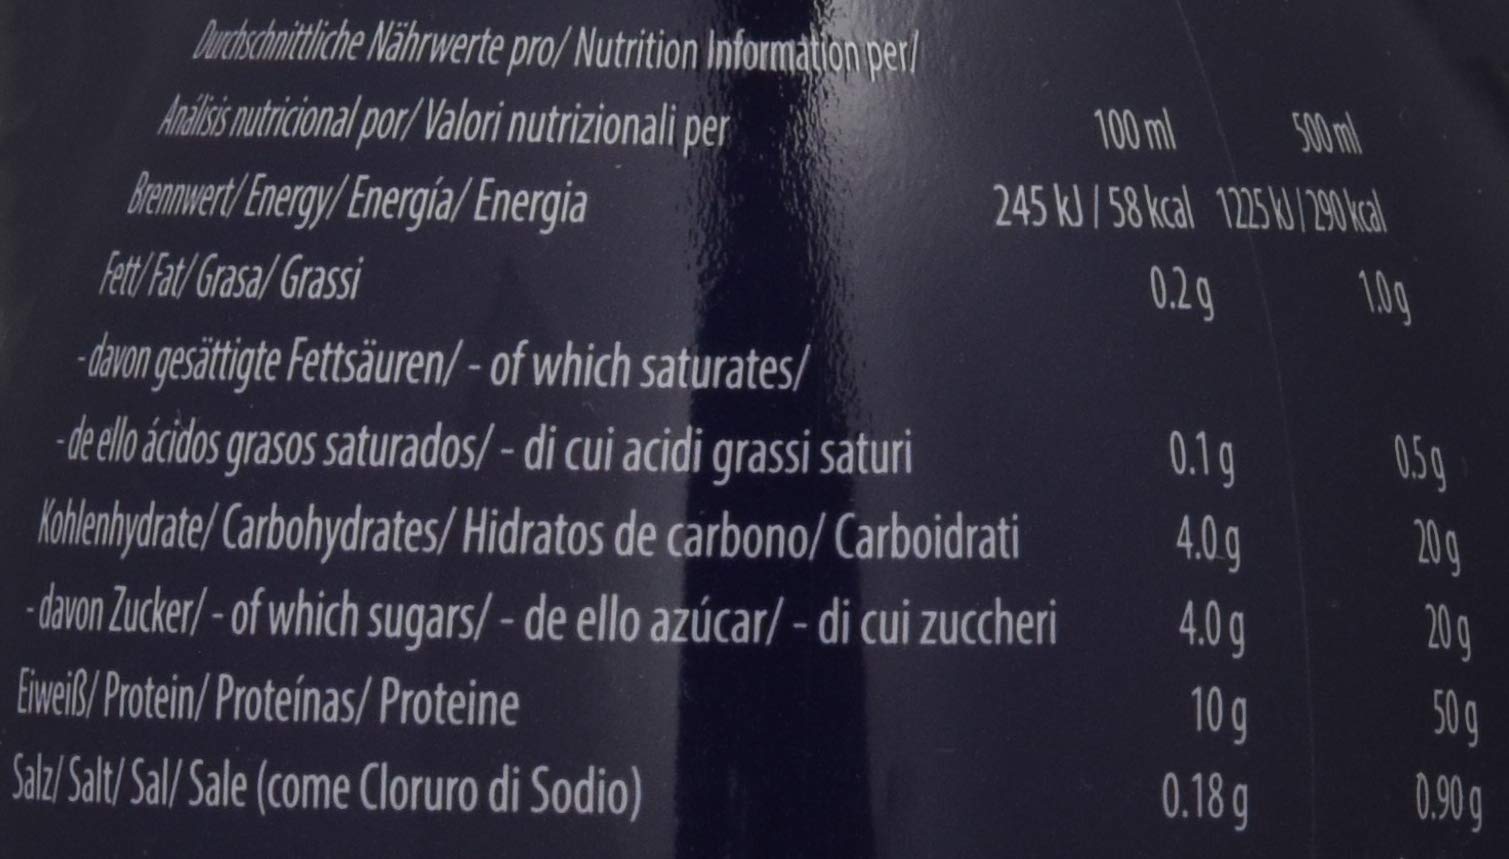 Durchschnittliche Nährwerte pro/ Nutrition Information per/
Análisis nutricional por/ Valori nutrizionali per 100 ml 500 ml
Brennwert/ Energy/ Energía/ Energia 245 kJ / 58 kcal 1225 kJ / 290 kcal
Fett/ Fat/ Grasa/ Grassi 0.2 g 1.0 g
- davon gesättigte Fettsäuren/ - of which saturates/
- de ello ácidos grasos saturados/ - di cui acidi grassi saturi 0.1 g 0.5 g
Kohlenhydrate/ Carbohydrates/ Hidratos de carbono/ Carboidrati 4.0 g 20 g
- davon Zucker/ - of which sugars/ - de ello azúcar/ - di cui zuccheri 4.0 g 20 g
Eiweiß/ Protein/ Proteínas/ Proteine 10 g 50 g
Salz/ Salt/ Sal/ Sale (come Cloruro di Sodio) 0.18 g 0.90 g